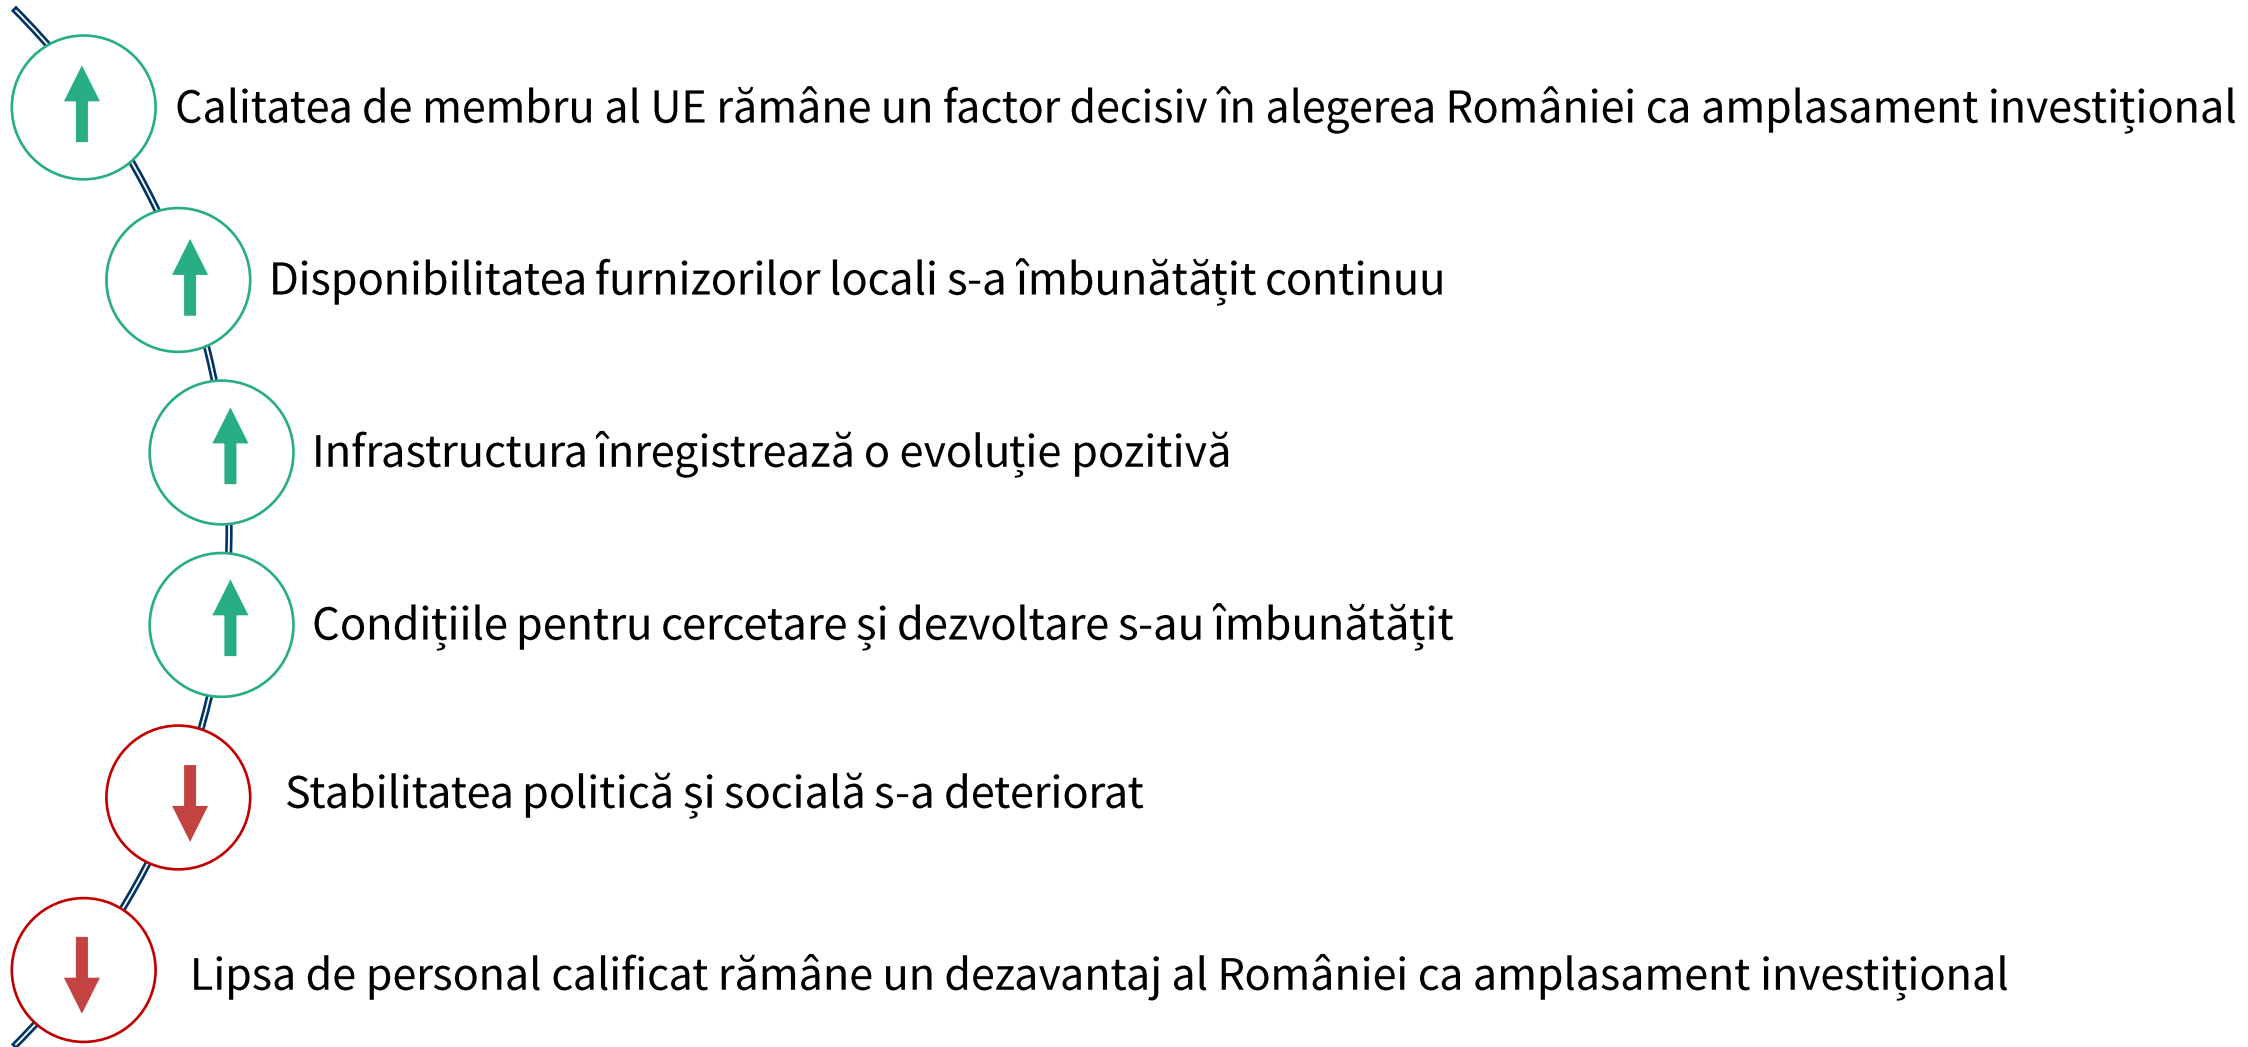 Calitatea de membru al UE rămâne un factor decisiv în alegerea României ca amplasament investițional
Disponibilitatea furnizorilor locali s-a îmbunătățit continuu
Infrastructura înregistrează o evoluție pozitivă
Condițiile pentru cercetare și dezvoltare s-au îmbunătățit
Stabilitatea politică și socială s-a deteriorat
Lipsa de personal calificat rămâne un dezavantaj al României ca amplasament investițional